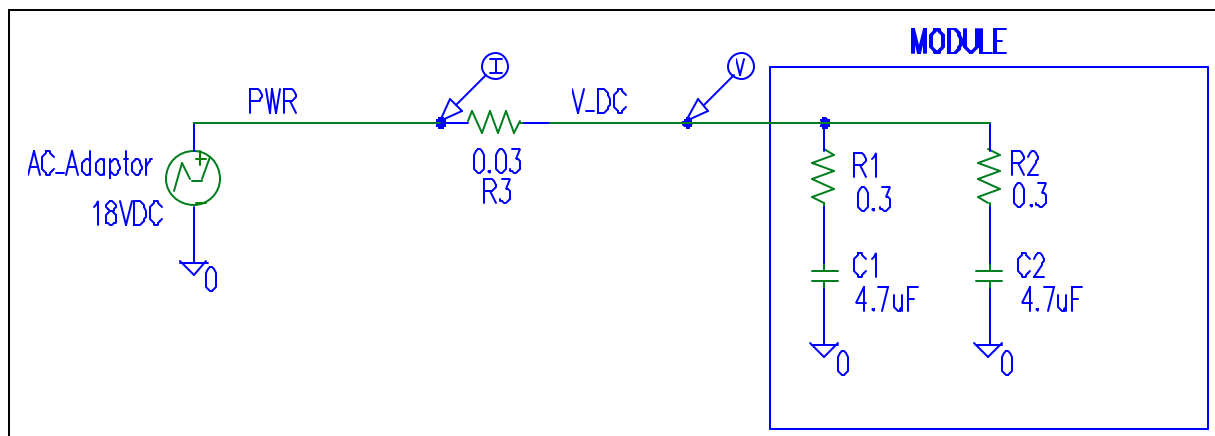 MODULE
I
V
PWR
V_DC
AC_Adaptor
18VDC
0.03
R3
R1
0.3
R2
0.3
C1
4.7uF
C2
4.7uF
0
0
0